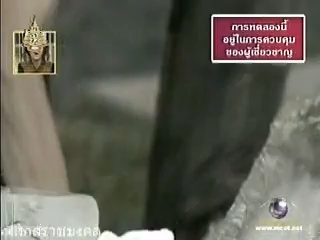 การทดลองนี้
อยู่ในการควบคุม
ของผู้เชี่ยวชาญ
www.mcot.net